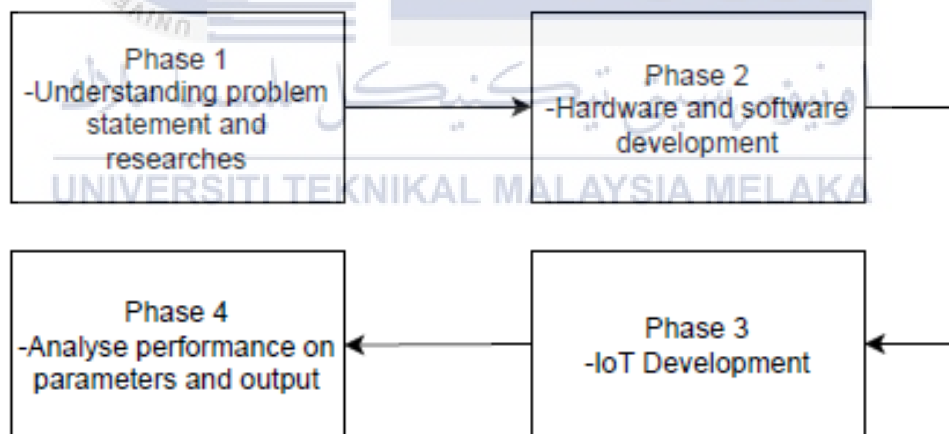 Phase 1
-Understanding problem
statement and
researches
Phase 2
-Hardware and software
development
UNIVERSITI TEKNIKAL MALAYSIA MELAKA
Phase 4
-Analyse performance on
parameters and output
Phase 3
-IoT Development